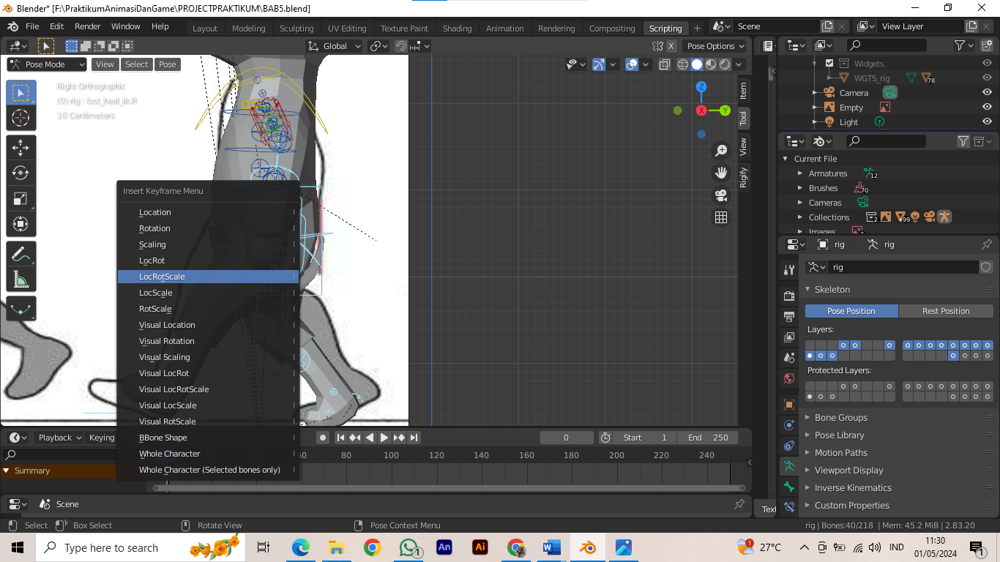 Blender* [F:\PraktikumAnimasiDanGame\PROJECTPRAKTIKUM\BAB5.blend]
File Edit Render Window Help Layout Modeling Sculpting UV Editing Texture Paint Shading Animation Rendering Compositing Scripting + Scene View Layer
Global X Pose Options
Pose Mode View Select Pose
Right Orthographic
(0) rig : foot_heel_ik.R
10 Centimeters
Z
X
Y
Item
Tool
View
Rigify
Insert Keyframe Menu
Location I
Rotation I
Scaling I
LocRot I
LocRotScale I
LocScale I
RotScale I
Visual Location I
Visual Rotation I
Visual Scaling I
Visual LocRot I
Visual LocRotScale I
Visual LocScale I
Visual RotScale I
BBone Shape I
Whole Character I
Whole Character (Selected bones only) I
Playback Keying 0 Start 1 End 250
20 40 60 80 100 120 140 160 180 200 220 240
Summary
Scene
Text
Widgets
WGTS_rig 78
Camera
Empty
Light
Current File
Armatures 12
Brushes 70
Cameras
Collections 2 499
Images
rig rig
rig
Skeleton
Pose Position Rest Position
Layers:
Protected Layers:
Bone Groups
Pose Library
Motion Paths
Viewport Display
Inverse Kinematics
Custom Properties
Select Box Select Rotate View Pose Context Menu rig | Bones:40/218 | Mem: 45.2 MiB | 2.83.20
Type here to search 1 An Ai W 1 27°C IND 11:30
01/05/2024 1